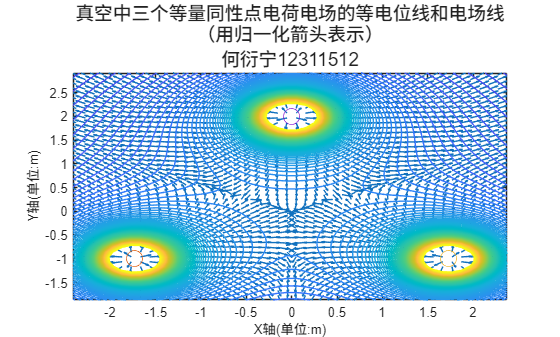 真空中三个等量同性点电荷电场的等电位线和电场线
（用归一化箭头表示）
何衍宁12311512
2.5
2
1.5
1
0.5
0
-0.5
-1
-1.5
Y轴(单位:m)
-2 -1.5 -1 -0.5 0 0.5 1 1.5 2
X轴(单位:m)